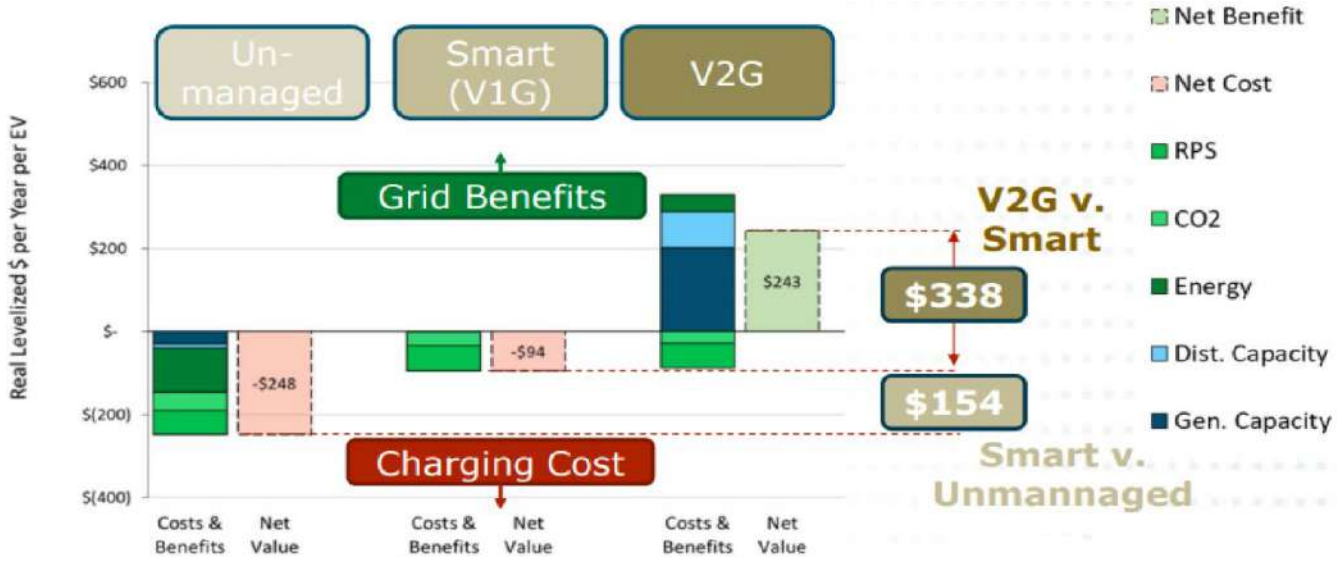 Un-
managed
Smart
(V1G)
V2G
Real Levelized $ per Year per EV
$600
$400
$200
$-
$(200)
$(400)
Grid Benefits
Charging Cost
-$248
-$94
$243
Costs &
Benefits
Net
Value
Costs &
Benefits
Net
Value
Costs &
Benefits
Net
Value
V2G v.
Smart
$338
$154
Smart v.
Unmannaged
Net Benefit
Net Cost
RPS
CO2
Energy
Dist. Capacity
Gen. Capacity